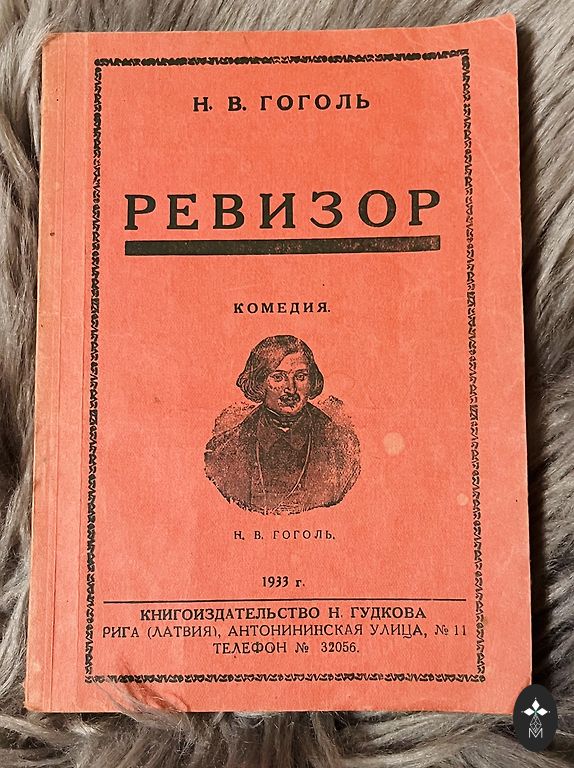 Н. В. ГОГОЛЬ
РЕВИЗОР
КОМЕДИЯ.
Н. В. ГОГОЛЬ.
1933 г.
КНИГОИЗДАТЕЛЬСТВО Н. ГУДКОВА
РИГА (ЛАТВИЯ), АНТОНИНИНСКАЯ УЛИЦА, № 11
ТЕЛЕФОН № 32056.